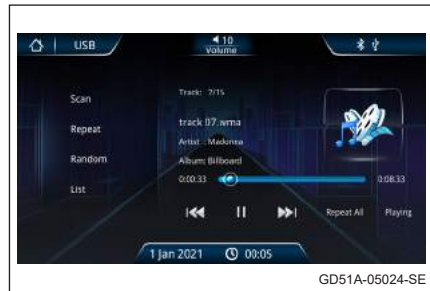 USB
10
Volume
Scan
Repeat
Random
List
Track: 7/15
track 07.wma
Artist : Madonea
Album: Billboard
0:00:33
0:08:33
Repeat All
Playing
1 Jan 2021
00:05
GD51A-05024-SE